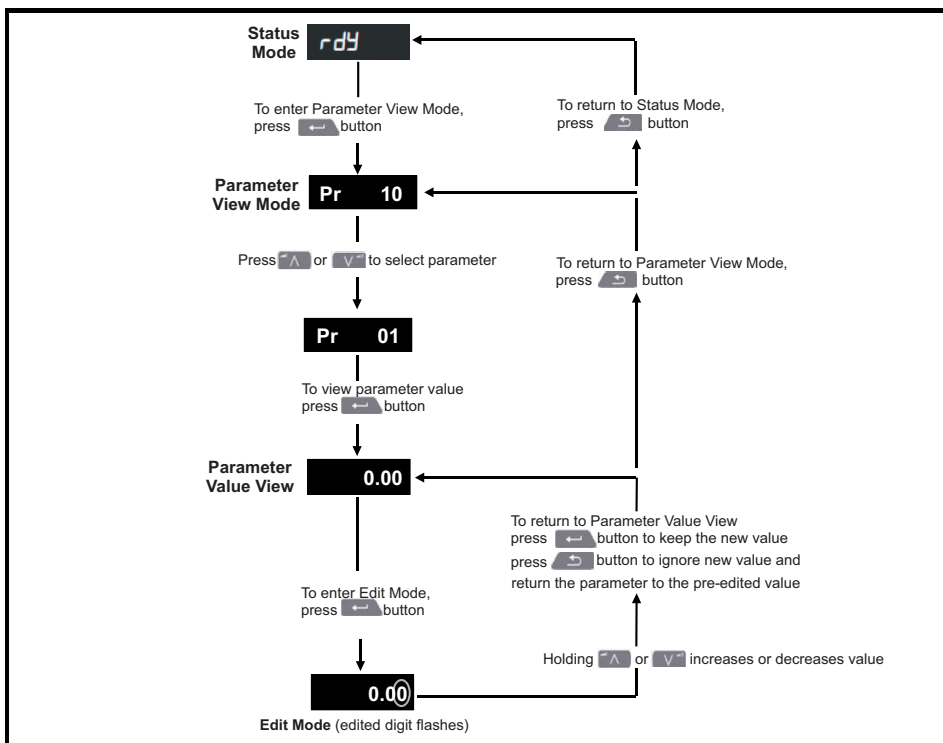 Status
Mode
rdy
To enter Parameter View Mode,
press button
To return to Status Mode,
press button
Parameter
View Mode
Pr 10
Press or to select parameter
To return to Parameter View Mode,
press button
Pr 01
To view parameter value
press button
Parameter
Value View
0.00
To return to Parameter Value View
press button to keep the new value
press button to ignore new value and
return the parameter to the pre-edited value
To enter Edit Mode,
press button
Holding or increases or decreases value
0.00
Edit Mode (edited digit flashes)